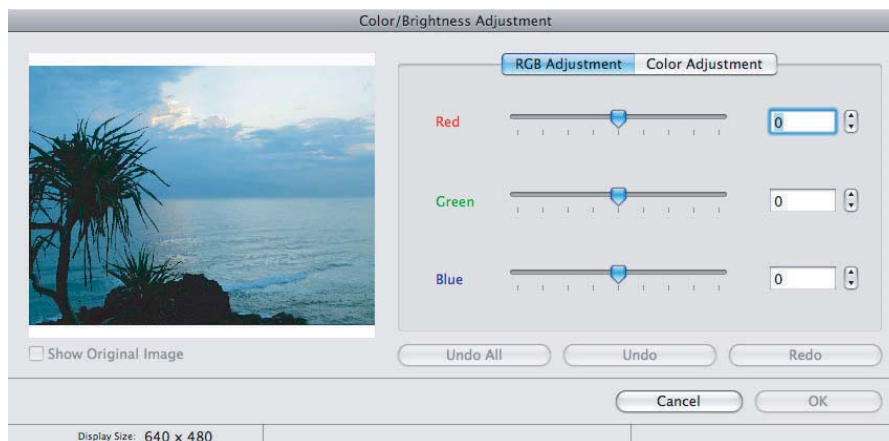 Color/Brightness Adjustment
RGB Adjustment Color Adjustment
Red 0
Green 0
Blue 0
Show Original Image
Undo All Undo Redo
Cancel OK
Display Size: 640 x 480